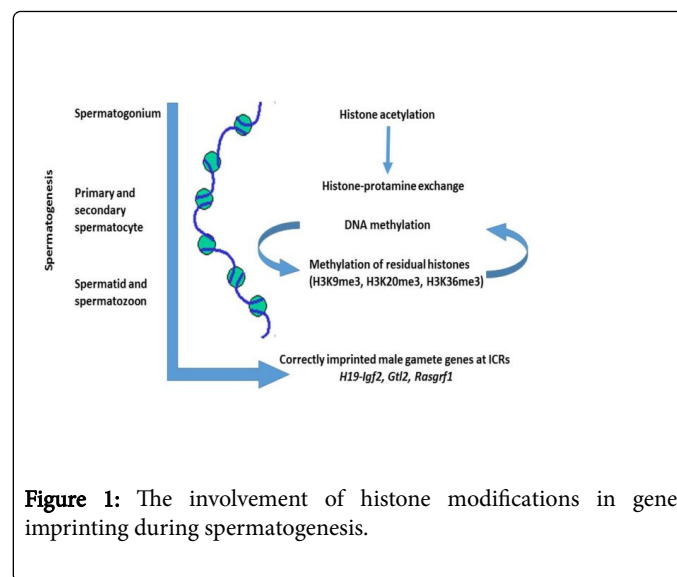 Spermatogenesis
Spermatogonium
Primary and
secondary
spermatocyte
Spermatid and
spermatozoon
Histone acetylation
Histone-protamine exchange
DNA methylation
Methylation of residual histones
(H3K9me3, H3K20me3, H3K36me3)
Correctly imprinted male gamete genes at ICRs
H19-Igf2, Gtl2, Rasgrf1
Figure 1: The involvement of histone modifications in gene
imprinting during spermatogenesis.